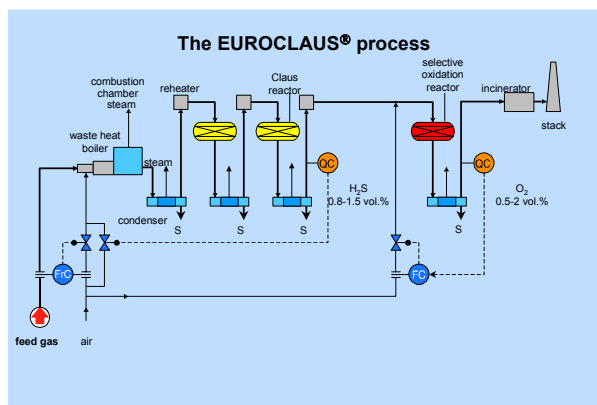 The EUROCLAUS® process
combustion
chamber
steam
reheater
Claus
reactor
selective
oxidation
reactor
incinerator
stack
waste heat
boiler
steam
QC
QC
H2S
0.8-1.5 vol.%
O2
0.5-2 vol.%
condenser
S
S
S
S
FrC
FC
feed gas
air